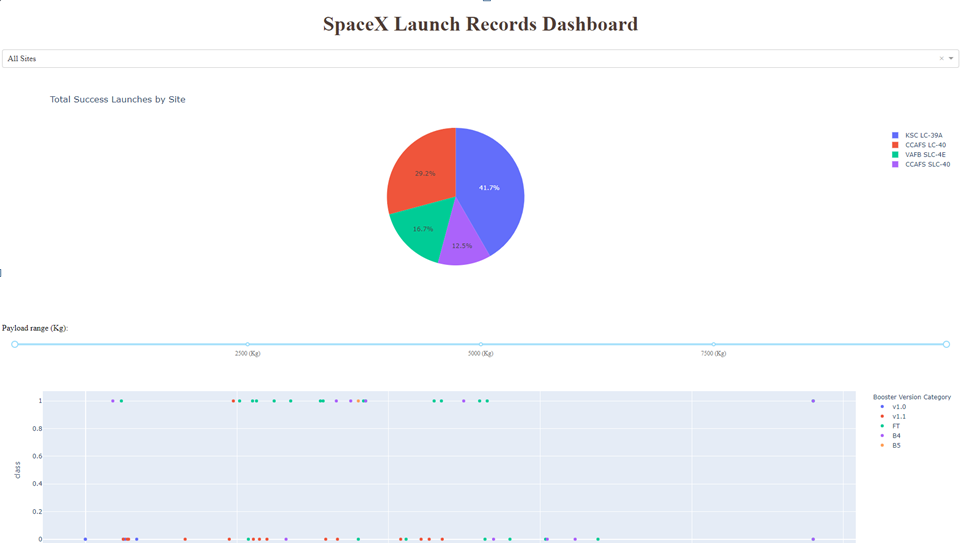 SpaceX Launch Records Dashboard
All Sites
Total Success Launches by Site
KSC LC-39A
CCAFS LC-40
VAFB SLC-4E
CCAFS SLC-40
29.2%
41.7%
16.7%
12.5%
Payload range (Kg):
2500 (Kg)
5000 (Kg)
7500 (Kg)
Booster Version Category
v1.0
v1.1
FT
B4
B5
class
1
0.8
0.6
0.4
0.2
0